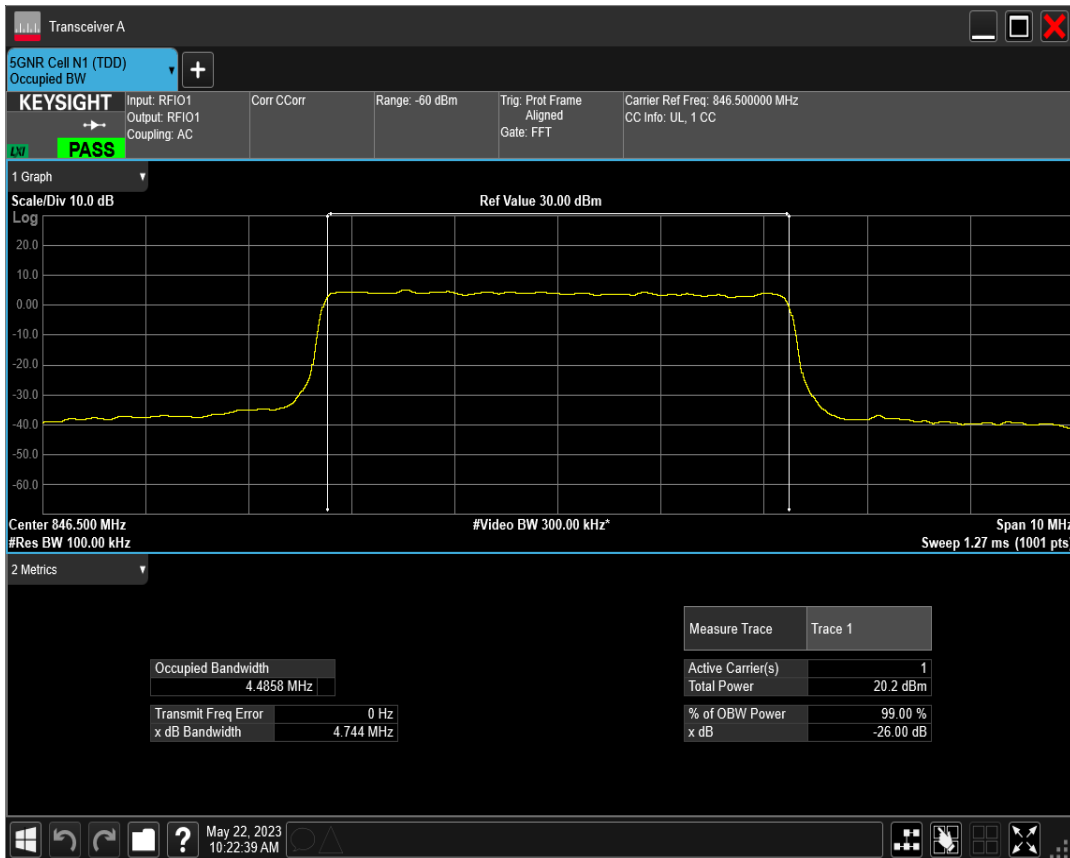 Transceiver A
5GNR Cell N1 (TDD)
Occupied BW
+
KEYSIGHT
LXI
PASS
Input: RFIO1
Output: RFIO1
Coupling: AC
Corr CCorr
Range: -60 dBm
Trig: Prot Frame
Aligned
Gate: FFT
Carrier Ref Freq: 846.500000 MHz
CC Info: UL, 1 CC
1 Graph
Scale/Div 10.0 dB
Ref Value 30.00 dBm
Log
20.0
10.0
0.00
-10.0
-20.0
-30.0
-40.0
-50.0
-60.0
Center 846.500 MHz
#Video BW 300.00 kHz*
Span 10 MHz
#Res BW 100.00 kHz
Sweep 1.27 ms (1001 pts)
2 Metrics
Measure Trace Trace 1
Occupied Bandwidth
4.4858 MHz
Active Carrier(s) 1
Total Power 20.2 dBm
Transmit Freq Error 0 Hz
x dB Bandwidth 4.744 MHz
% of OBW Power 99.00 %
x dB -26.00 dB
?
May 22, 2023
10:22:39 AM